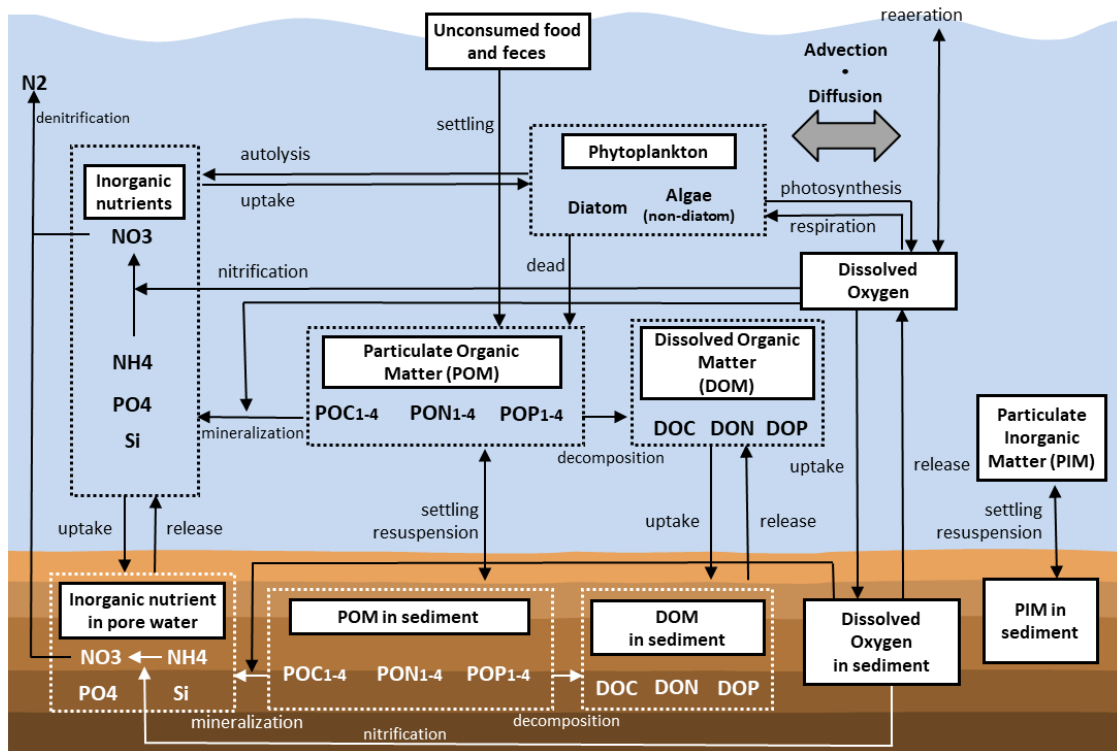 Unconsumed food
and feces
reaeration
Advection
·
Diffusion
N2
denitrification
settling
Phytoplankton
Diatom
Algae
(non-diatom)
autolysis
uptake
photosynthesis
respiration
Inorganic
nutrients
NO3
NH4
PO4
Si
nitrification
dead
Dissolved
Oxygen
Particulate Organic
Matter (POM)
POC1-4
PON1-4
POP1-4
Dissolved Organic
Matter
(DOM)
DOC
DON
DOP
mineralization
decomposition
uptake
release
Particulate
Inorganic
Matter (PIM)
uptake
release
settling
resuspension
uptake
release
settling
resuspension
Inorganic nutrient
in pore water
NO3
NH4
PO4
Si
POM in sediment
POC1-4
PON1-4
POP1-4
DOM
in sediment
DOC
DON
DOP
Dissolved
Oxygen
in sediment
PIM in
sediment
mineralization
decomposition
nitrification